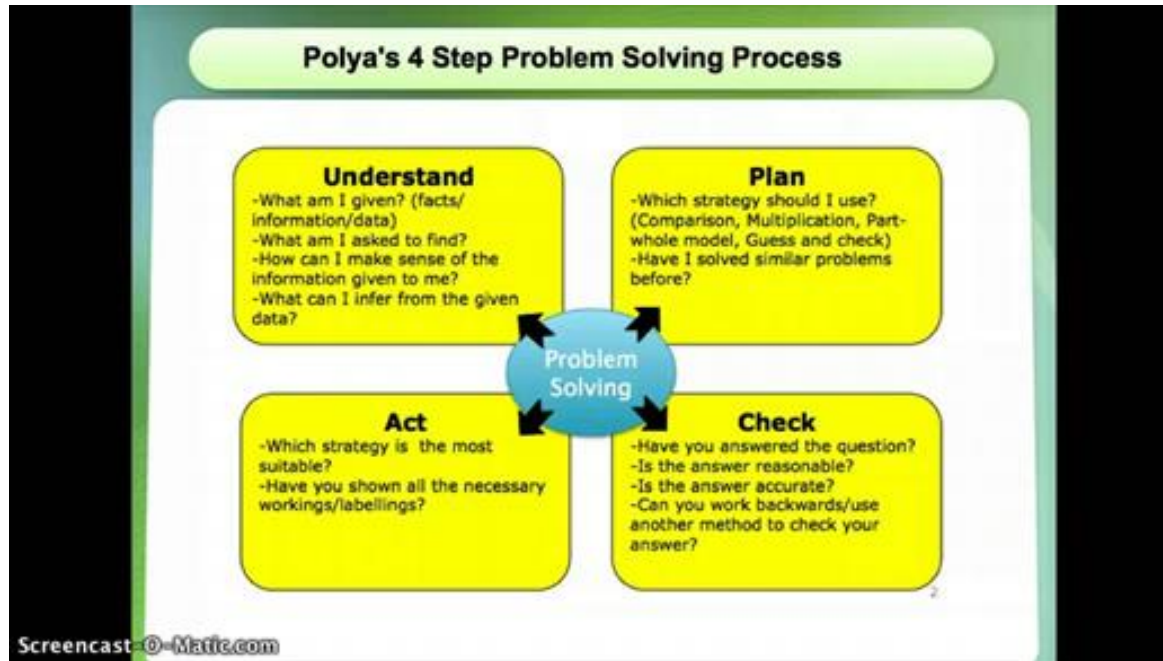 Polya's 4 Step Problem Solving Process
Understand
-What am I given? (facts/
information/data)
-What am I asked to find?
-How can I make sense of the
information given to me?
-What can I infer from the given
data?
Plan
-Which strategy should I use?
(Comparison, Multiplication, Part-
whole model, Guess and check)
-Have I solved similar problems
before?
Problem
Solving
Act
-Which strategy is the most
suitable?
-Have you shown all the necessary
workings/labellings?
Check
-Have you answered the question?
-Is the answer reasonable?
-Is the answer accurate?
-Can you work backwards/use
another method to check your
answer?
2
Screencast-O-Matic.com